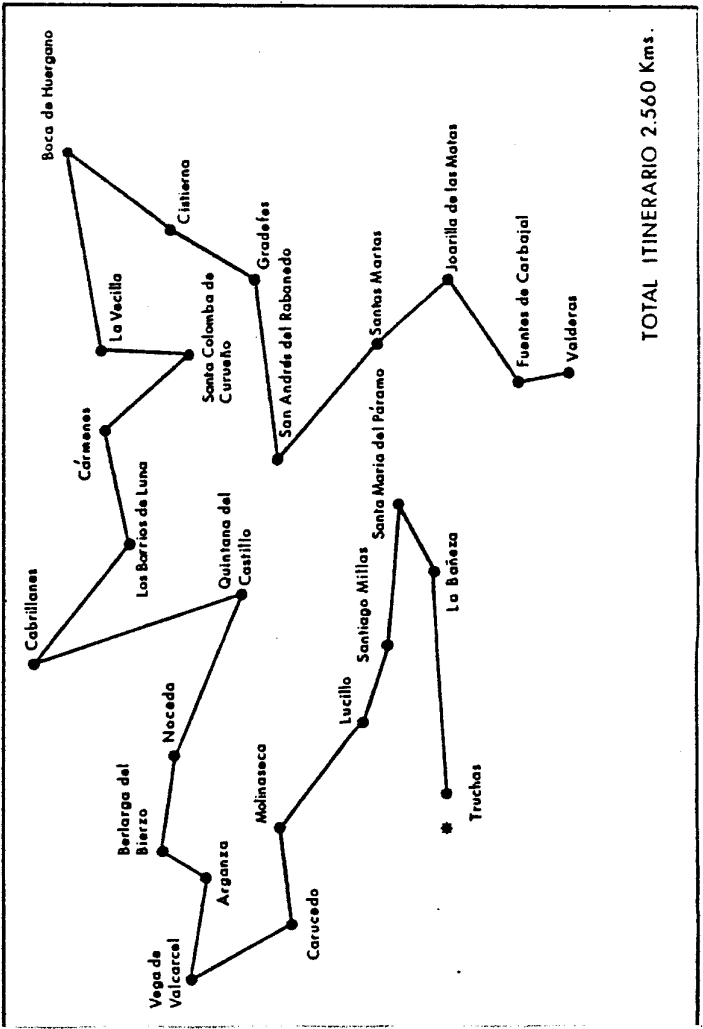 Boca de Huergano
Cistierna
La Vecilla
Gradefes
Santa Colomba de
Curueño
Cármenes
San Andrés del Rabanedo
Los Barrios de Luna
Santas Martas
Joarilla de las Matas
Cabrillanes
Quintana del
Castillo
Fuentes de Carbajal
Valderas
Santa Maria del Páramo
Noceda
Santiago Millas
La Bañeza
Lucillo
Berlarga del
Bierzo
Molinaseca
Arganza
Truchas
*
Carucedo
Vega de
Valcarcel
TOTAL ITINERARIO 2.560 Kms.